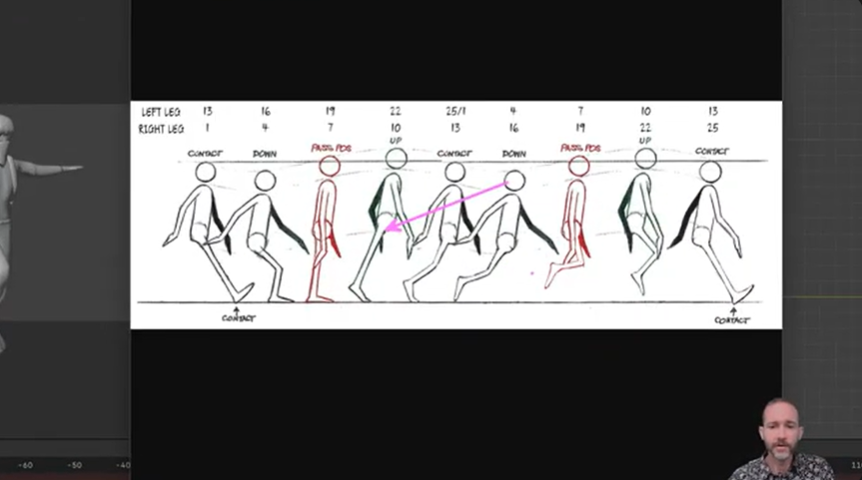 LEFT LEG 13 16 19 22 25/1 4 7 10 13
RIGHT LEG 1 4 7 10 13 16 19 22 25
CONTACT DOWN PASS. POS UP CONTACT DOWN PASS. POS UP CONTACT
CONTACT CONTACT
-60 -50 -40 11